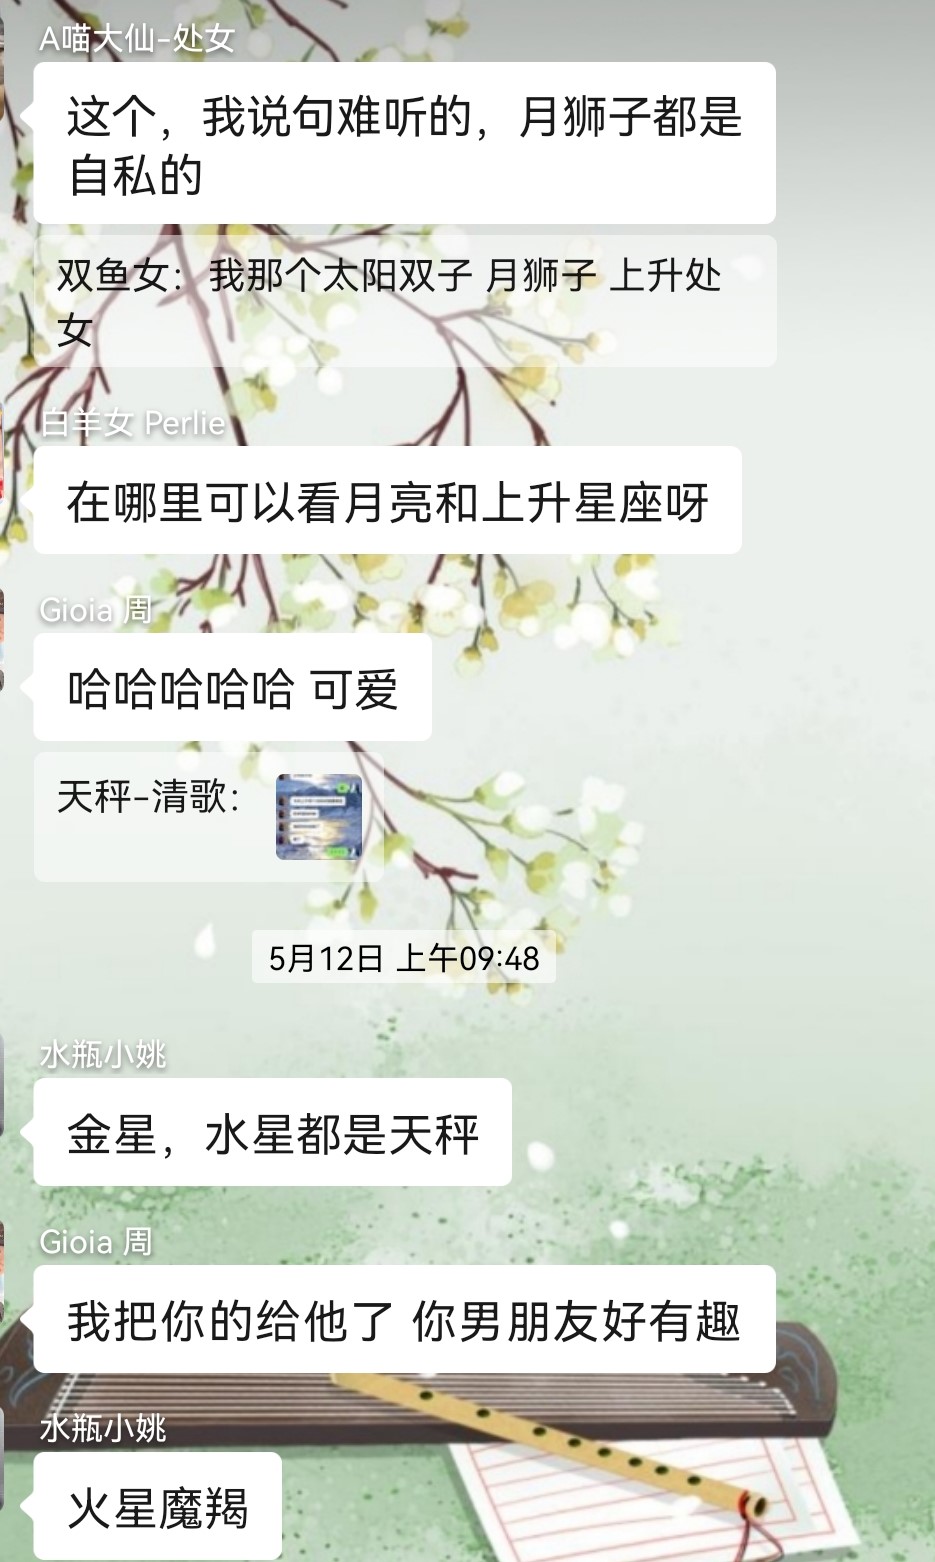 A喵大仙-处女
这个，我说句难听的，月狮子都是
自私的
双鱼女：我那个太阳双子 月狮子 上升处
女
白羊女 Perlie
在哪里可以看月亮和上升星座呀
Gioia 周
哈哈哈哈哈 可爱
天秤-清歌：
5月12日 上午09:48
水瓶小姚
金星，水星都是天秤
Gioia 周
我把你的给他了 你男朋友好有趣
水瓶小姚
火星魔羯